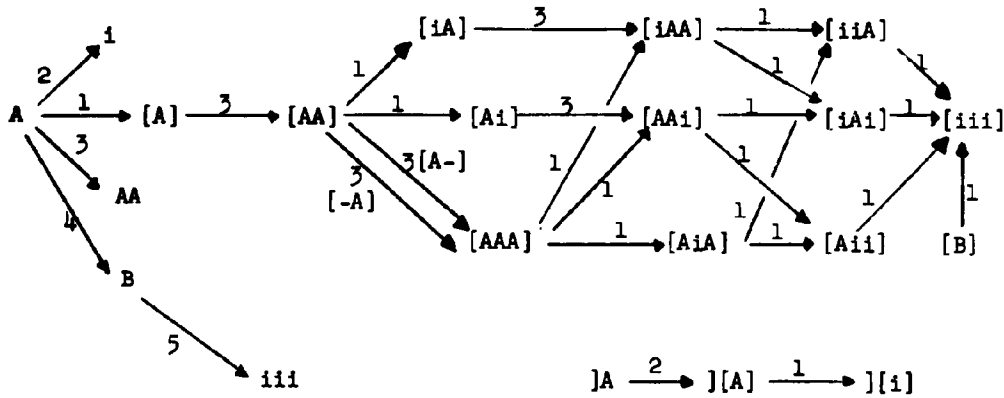 [iA] 3 [iAA] 1 [iiA]
i
2 1 1 1
A 1 [A] 3 [AA] 1 [Ai] 3 [AAi] 1 [iAi] 1 [iii]
3 3 3[A-] 1 1 1
[-A]
AA
4 1 1 1
[AAA] 1 [AiA] 1 [Aii] [B]
B
5
iii
]A 2 ][A] 1 ][i]